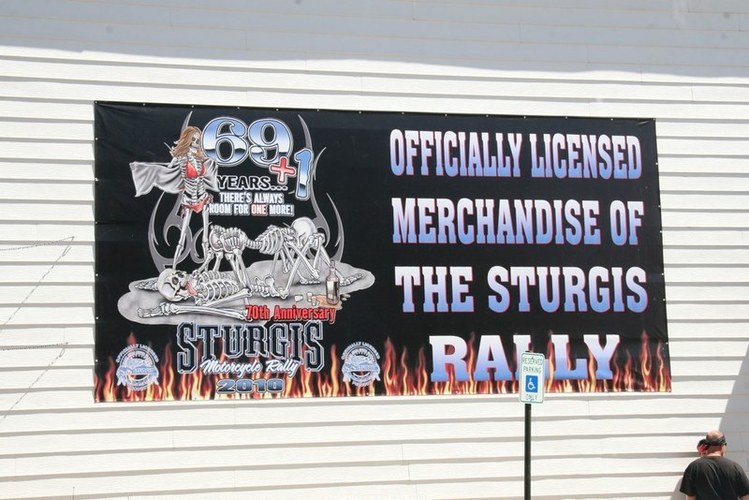 69
+1
YEARS...
THERE'S ALWAYS
ROOM FOR ONE MORE!
70th Anniversary
STURGIS
Motorcycle Rally
2010
OFFICIALLY LICENSED
MERCHANDISE OF
THE STURGIS
RALLY
RESERVED
PARKING
ONLY